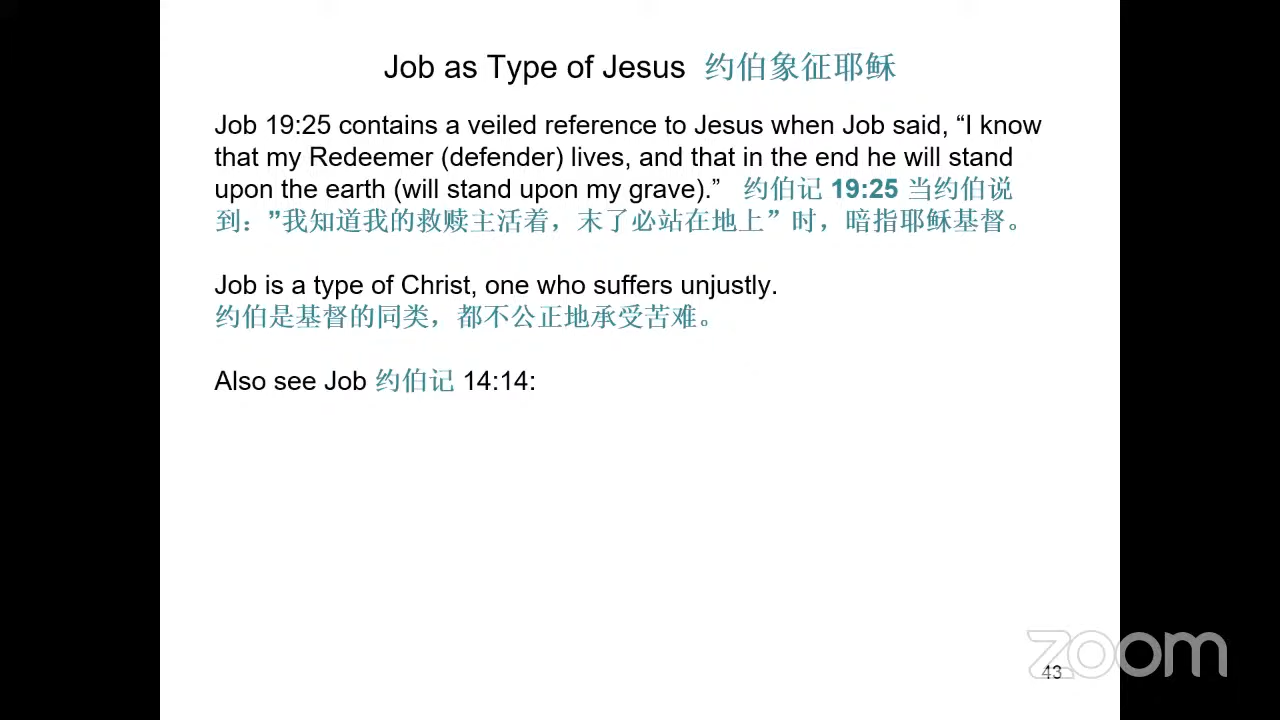 Job as Type of Jesus 约伯象征耶稣
Job 19:25 contains a veiled reference to Jesus when Job said, “I know
that my Redeemer (defender) lives, and that in the end he will stand
upon the earth (will stand upon my grave).” 约伯记 19:25 当约伯说
到：”我知道我的救赎主活着，末了必站在地上”时，暗指耶稣基督。
Job is a type of Christ, one who suffers unjustly.
约伯是基督的同类，都不公正地承受苦难。
Also see Job 约伯记 14:14:
zoom
43